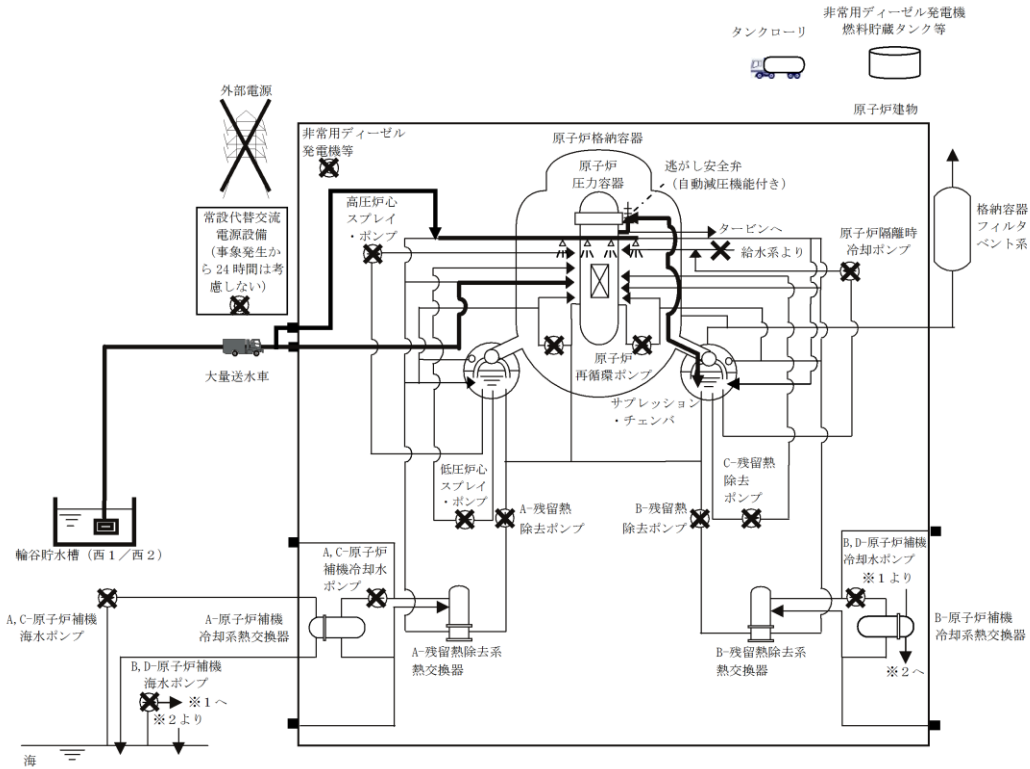 非常用ディーゼル発電機
燃料貯蔵タンク等
タンクローリ
外部電源
原子炉建物
非常用ディーゼル
発電機等
原子炉格納容器
原子炉
圧力容器
逃がし安全弁
（自動減圧機能付き）
高圧炉心
スプレイ
・ポンプ
常設代替交流
電源設備
（事象発生か
ら24時間は考
慮しない）
タービンへ
給水系より
原子炉隔離時
冷却ポンプ
格納容器
フィルタ
ベント系
大量送水車
原子炉
再循環ポンプ
サプレッション
・チェンバ
低圧炉心
スプレイ
・ポンプ
A-残留熱
除去ポンプ
B-残留熱
除去ポンプ
C-残留熱
除去
ポンプ
輪谷貯水槽（西１／西２）
A,C-原子炉
補機冷却水
ポンプ
B,D-原子炉補機
冷却水ポンプ
※１より
A,C-原子炉補機
海水ポンプ
A-原子炉補機
冷却系熱交換器
B-原子炉補機
冷却系熱交換器
A-残留熱除去系
熱交換器
B-残留熱除去系
熱交換器
※２へ
B,D-原子炉補機
海水ポンプ
※１へ
※２より
海